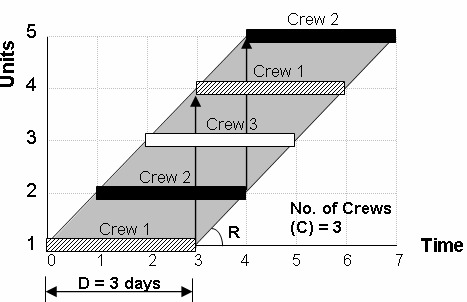 Units
5
4
3
2
1
Crew 2
Crew 1
Crew 3
Crew 2
Crew 1
R
No. of Crews
(C) = 3
0 1 2 3 4 5 6 7 Time
D = 3 days